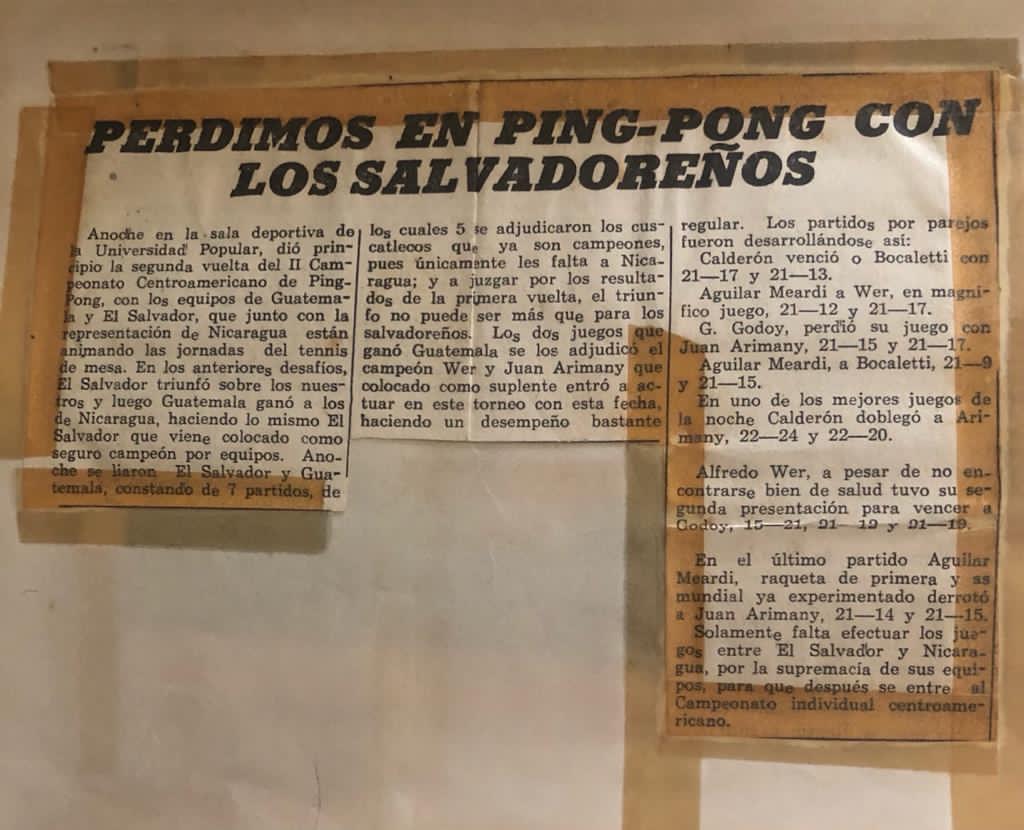 PERDIMOS EN PING-PONG CON
LOS SALVADOREÑOS
Anoche en la sala deportiva de
la Universidad Popular, dió prin-
cipio la segunda vuelta del II Cam-
peonato Centroamericano de Ping-
Pong, con los equipos de Guatema-
la y El Salvador, que junto con la
representación de Nicaragua están
animando las jornadas del tennis
de mesa. En los anteriores desafíos,
El Salvador triunfó sobre los nues-
tros y luego Guatemala ganó a los
de Nicaragua, haciendo lo mismo El
Salvador que viene colocado como
seguro campeón por equipos. Ano-
che se liaron El Salvador y Gua-
temala, constando de 7 partidos, de
los cuales 5 se adjudicaron los cus-
catlecos que ya son campeones,
pues únicamente les falta a Nica-
ragua; y a juzgar por los resulta-
dos de la primera vuelta, el triun-
fo no puede ser más que para los
salvadoreños. Los dos juegos que
ganó Guatemala se los adjudicó el
campeón Wer y Juan Arimany que
colocado como suplente entró a ac-
tuar en este torneo con esta fecha,
haciendo un desempeño bastante
regular. Los partidos por parejos
fueron desarrollándose así:
Calderón venció o Bocaletti con
21—17 y 21—13.
Aguilar Meardi a Wer, en magní-
fico juego, 21—12 y 21—17.
G. Godoy, perdió su juego con
Juan Arimany, 21—15 y 21—17.
Aguilar Meardi, a Bocaletti, 21—9
y 21—15.
En uno de los mejores juegos de
la noche Calderón doblegó a Ari-
many, 22—24 y 22—20.
Alfredo Wer, a pesar de no en-
contrarse bien de salud tuvo su se-
gunda presentación para vencer a
Godoy, 15—21, 21—19 y 21—19.
En el último partido Aguilar
Meardi, raqueta de primera y as
mundial ya experimentado derrotó
a Juan Arimany, 21—14 y 21—15.
Solamente falta efectuar los jue-
gos entre El Salvador y Nicara-
gua, por la supremacía de sus equi-
pos, para que después se entre al
Campeonato individual centroame-
ricano.